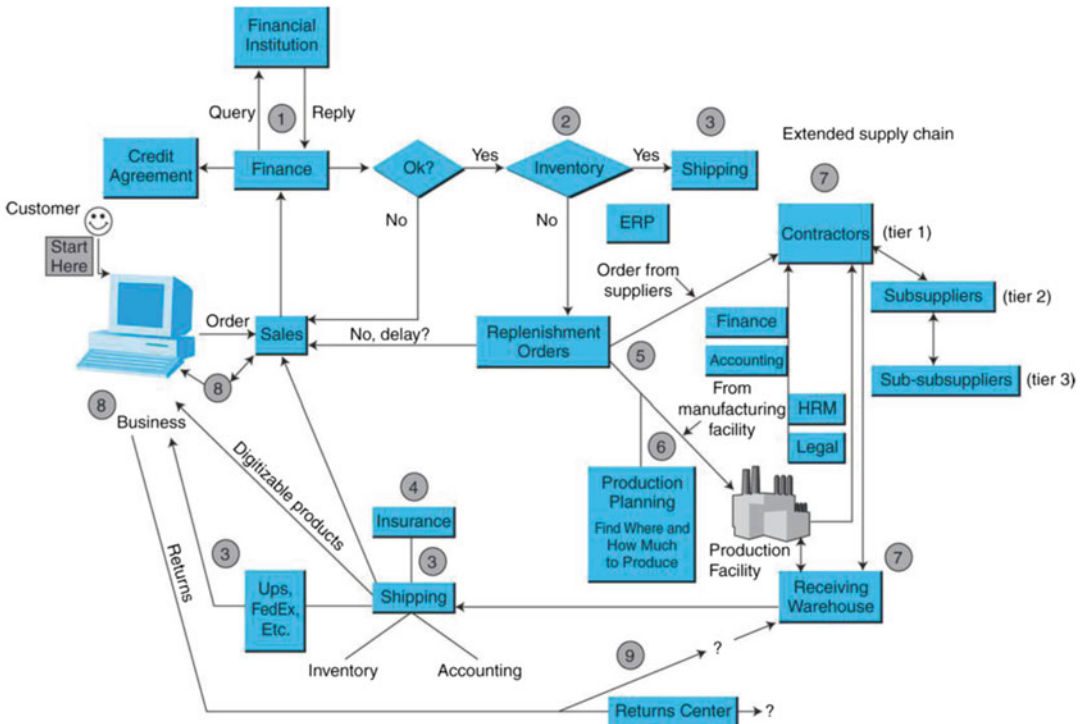 Financial
Institution
Query
1
Reply
2
3
Extended supply chain
Credit
Agreement
Finance
Ok?
Yes
Inventory
Yes
Shipping
7
Customer
Start
Here
No
No
ERP
Contractors
(tier 1)
Order from
suppliers
Subsuppliers
(tier 2)
Order
Sales
No, delay?
Replenishment
Orders
Finance
5
Accounting
Sub-subsuppliers
(tier 3)
8
8
Business
From
manufacturing
facility
HRM
Legal
6
Digitizable products
4
Insurance
Production
Planning
Find Where and
How Much
to Produce
Production
Facility
7
Returns
3
3
Ups,
FedEx,
Etc.
Shipping
Receiving
Warehouse
Inventory
Accounting
9
?
Returns Center
?